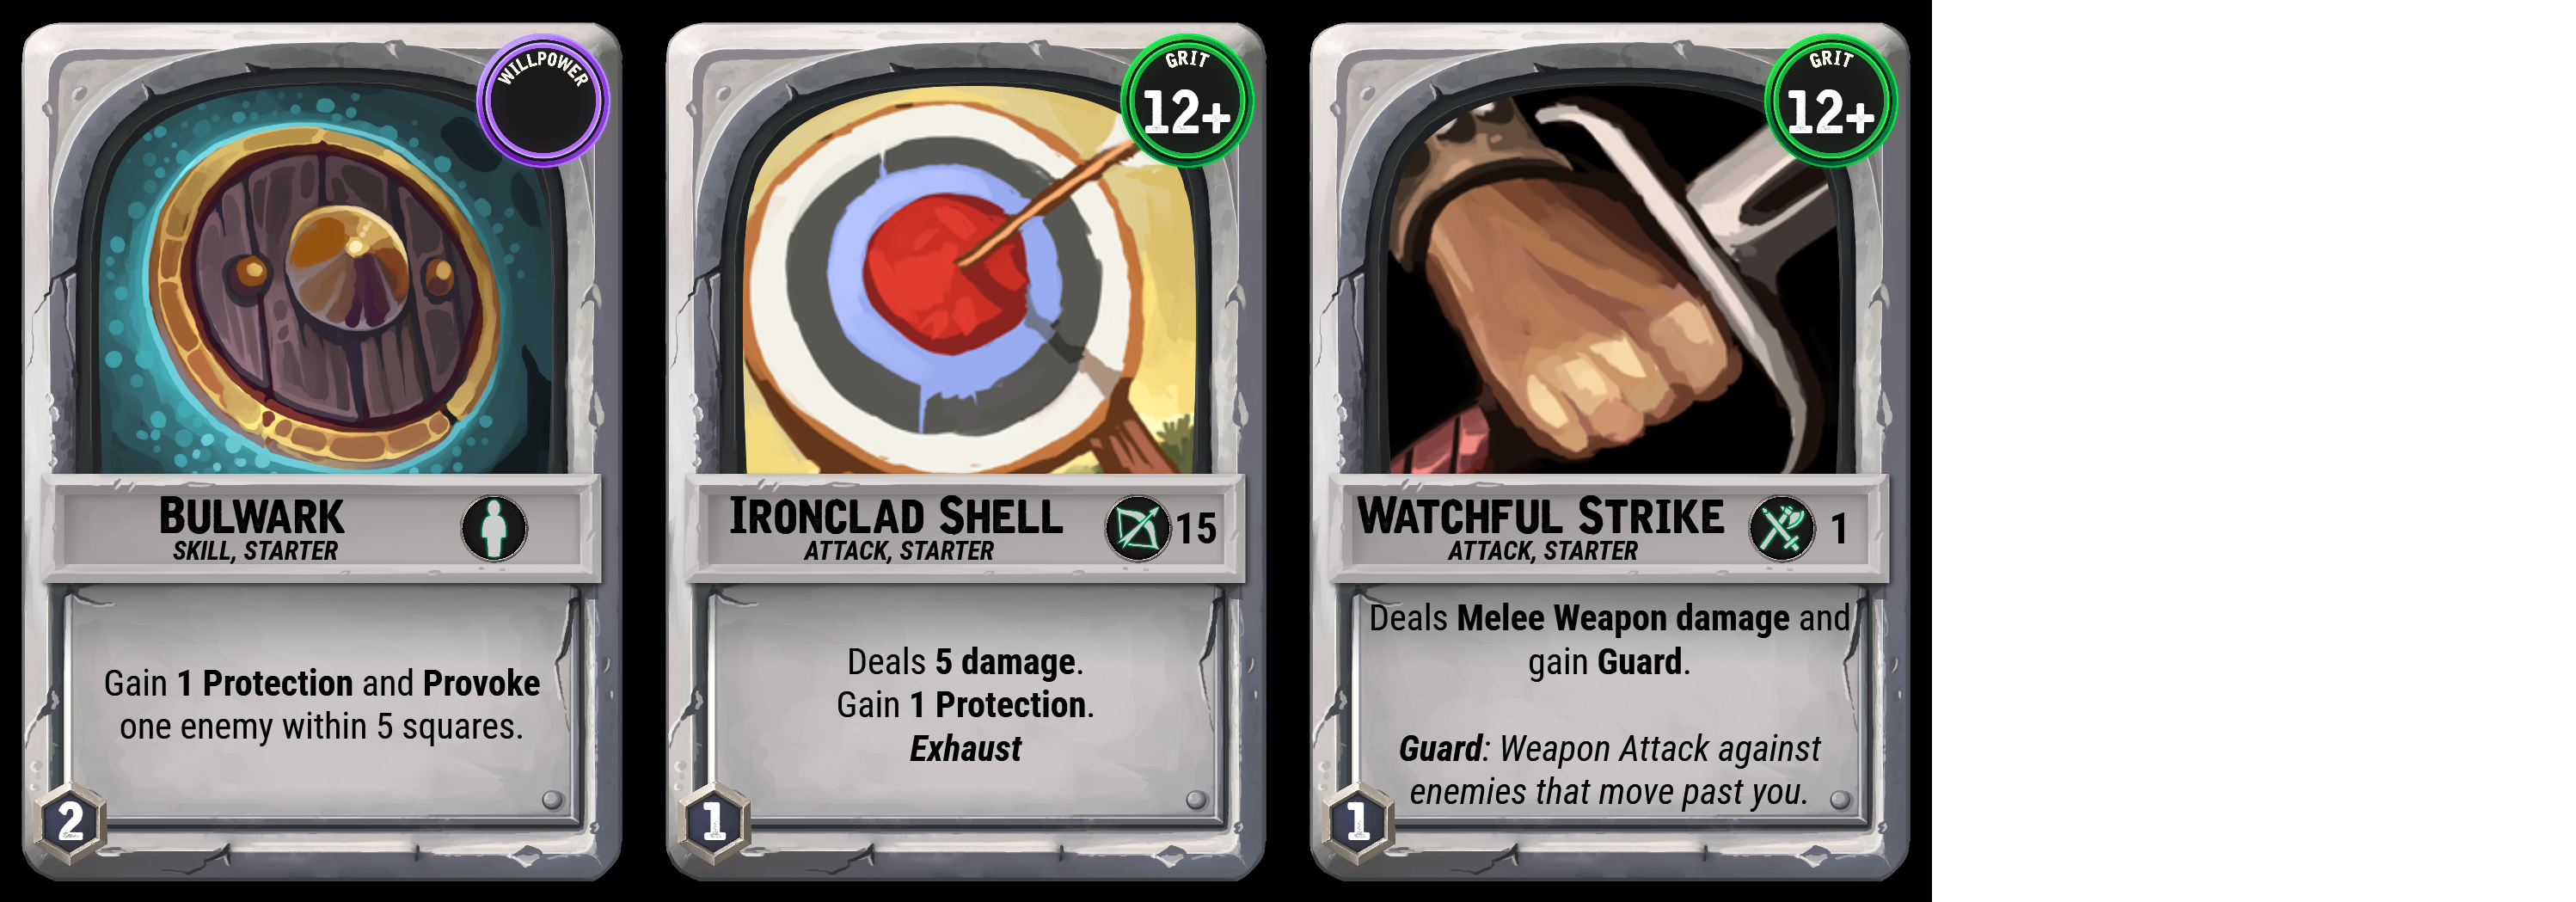 WILLPOWER
BULWARK
SKILL, STARTER
Gain 1 Protection and Provoke
one enemy within 5 squares.
2
GRIT
12+
IRONCLAD SHELL
ATTACK, STARTER
15
Deals 5 damage.
Gain 1 Protection.
Exhaust
1
GRIT
12+
WATCHFUL STRIKE
ATTACK, STARTER
1
Deals Melee Weapon damage and
gain Guard.
Guard: Weapon Attack against
enemies that move past you.
1